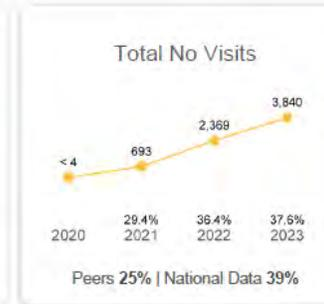 Total No Visits
3,840
2,369
693
< 4
29.4% 36.4% 37.6%
2020 2021 2022 2023
Peers 25% | National Data 39%